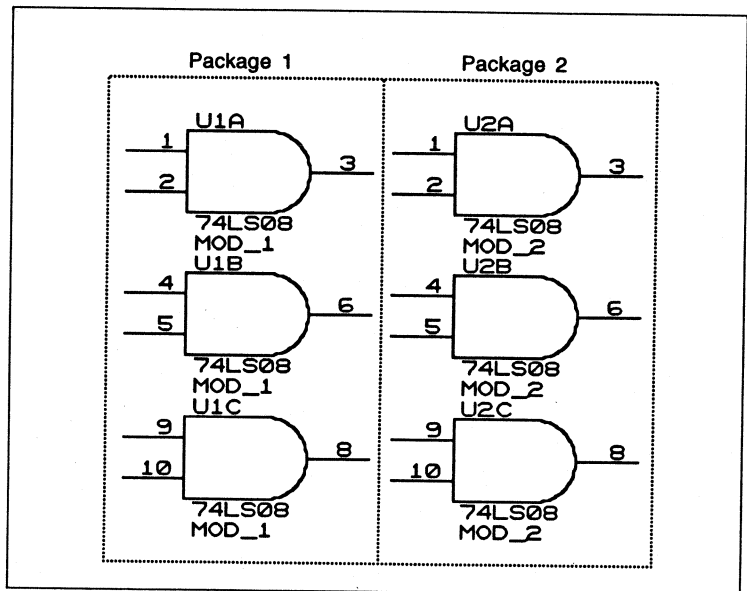 Package 1
Package 2
U1A
1
2
3
74LS08
MOD_1
U1B
4
5
6
74LS08
MOD_1
U1C
9
10
8
74LS08
MOD_1
U2A
1
2
3
74LS08
MOD_2
U2B
4
5
6
74LS08
MOD_2
U2C
9
10
8
74LS08
MOD_2